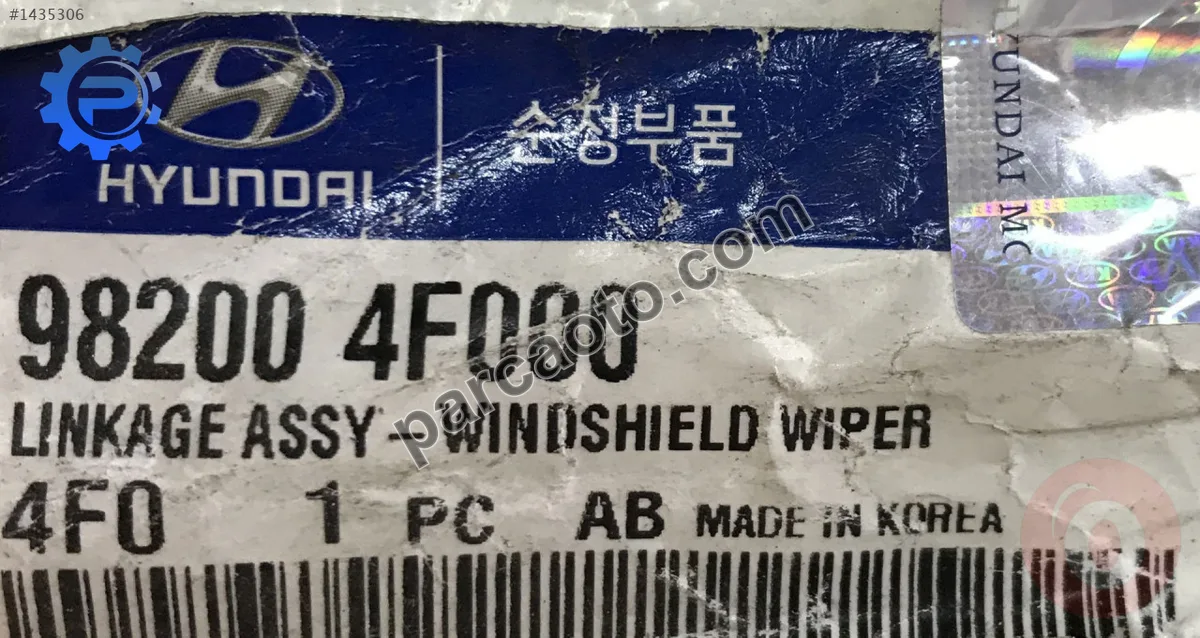 #1435306
HYUNDAI
순정부품
HYUNDAI MO
98200 4F000
parcaoto.com
LINKAGE ASSY - WINDSHIELD WIPER
4F0 1 PC AB MADE IN KOREA